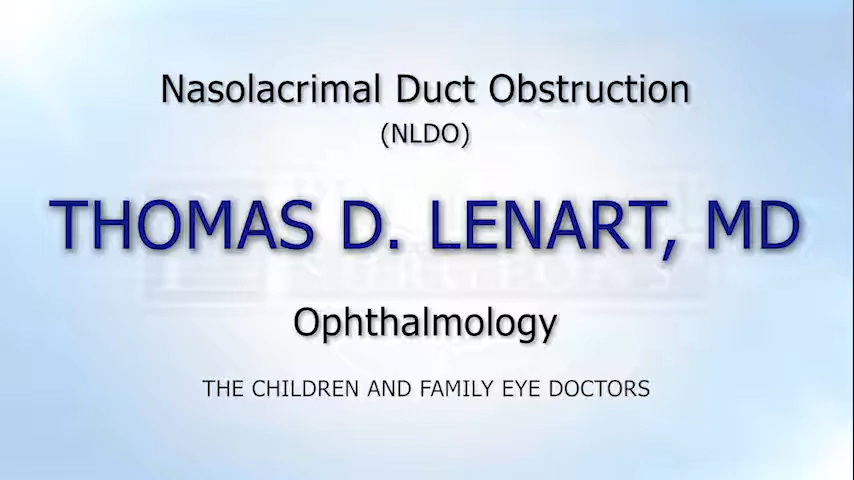 Nasolacrimal Duct Obstruction
(NLDO)
THOMAS D. LENART, MD
Ophthalmology
THE CHILDREN AND FAMILY EYE DOCTORS